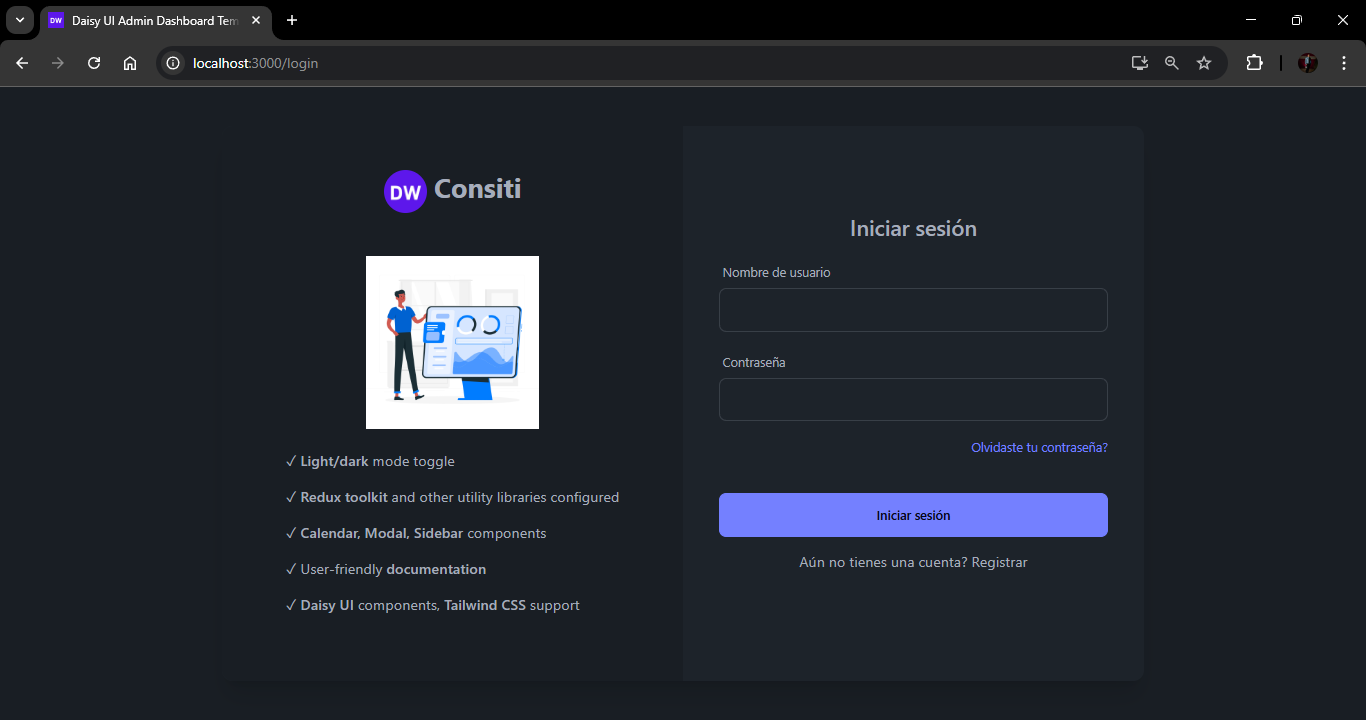 DW Daisy UI Admin Dashboard Tem
localhost:3000/login
DW Consiti
✓ Light/dark mode toggle
✓ Redux toolkit and other utility libraries configured
✓ Calendar, Modal, Sidebar components
✓ User-friendly documentation
✓ Daisy UI components, Tailwind CSS support
Iniciar sesión
Nombre de usuario
Contraseña
Olvidaste tu contraseña?
Iniciar sesión
Aún no tienes una cuenta? Registrar